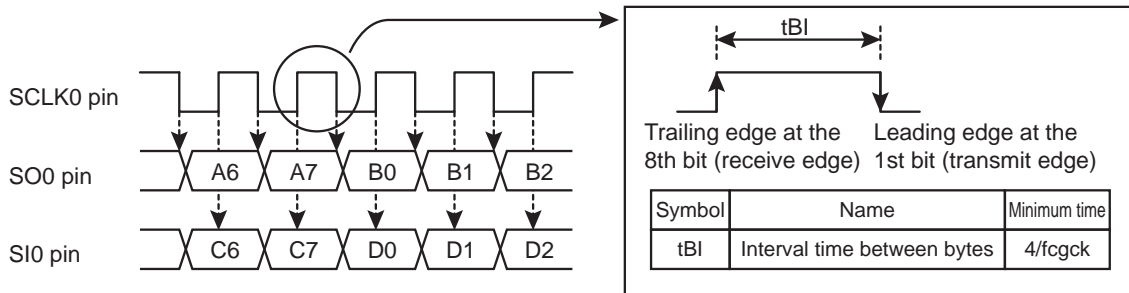 SCLK0 pin
SO0 pin
A6 A7 B0 B1 B2
SI0 pin
C6 C7 D0 D1 D2
tBI
Trailing edge at the
8th bit (receive edge)
Leading edge at the
1st bit (transmit edge)
Symbol Name Minimum time
tBI Interval time between bytes 4/fcgck